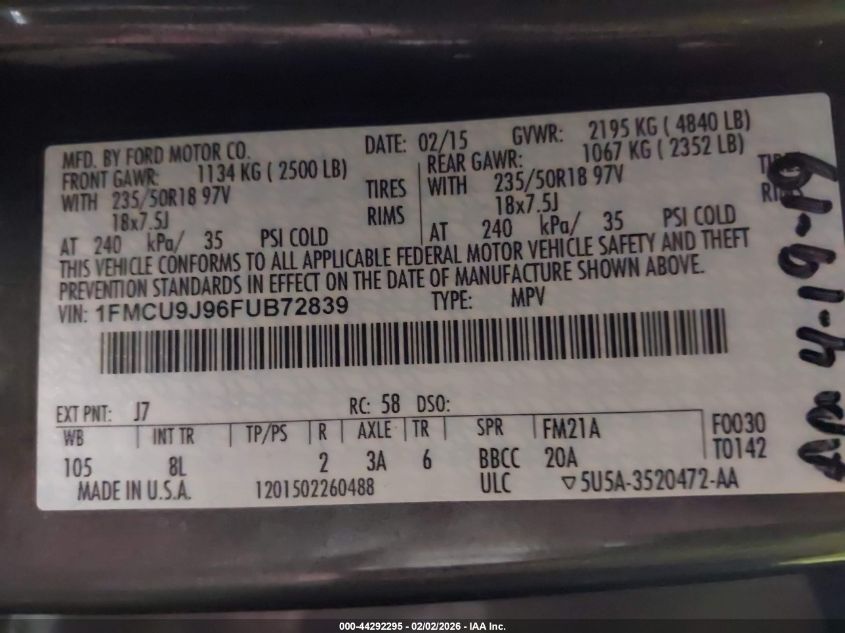 MFD. BY FORD MOTOR CO. DATE: 02/15 GVWR: 2195 KG ( 4840 LB)
FRONT GAWR: 1134 KG ( 2500 LB) REAR GAWR: 1067 KG ( 2352 LB)
WITH 235/50R18 97V TIRES WITH 235/50R18 97V TIRES
18x7.5J RIMS 18x7.5J RIMS
AT 240 kPa/ 35 PSI COLD AT 240 kPa/ 35 PSI COLD
THIS VEHICLE CONFORMS TO ALL APPLICABLE FEDERAL MOTOR VEHICLE SAFETY AND THEFT
PREVENTION STANDARDS IN EFFECT ON THE DATE OF MANUFACTURE SHOWN ABOVE.
VIN: 1FMCU9J96FUB72839 TYPE: MPV
EXT PNT: J7 RC: 58 DSO:
WB INT TR TP/PS R AXLE TR SPR FM21A F0030
105 8L 2 3A 6 BBCC 20A T0142
MADE IN U.S.A. 1201502260488 ULC ▽5U5A-3520472-AA
4-19-19
000-44292295 - 02/02/2026 - IAA Inc.